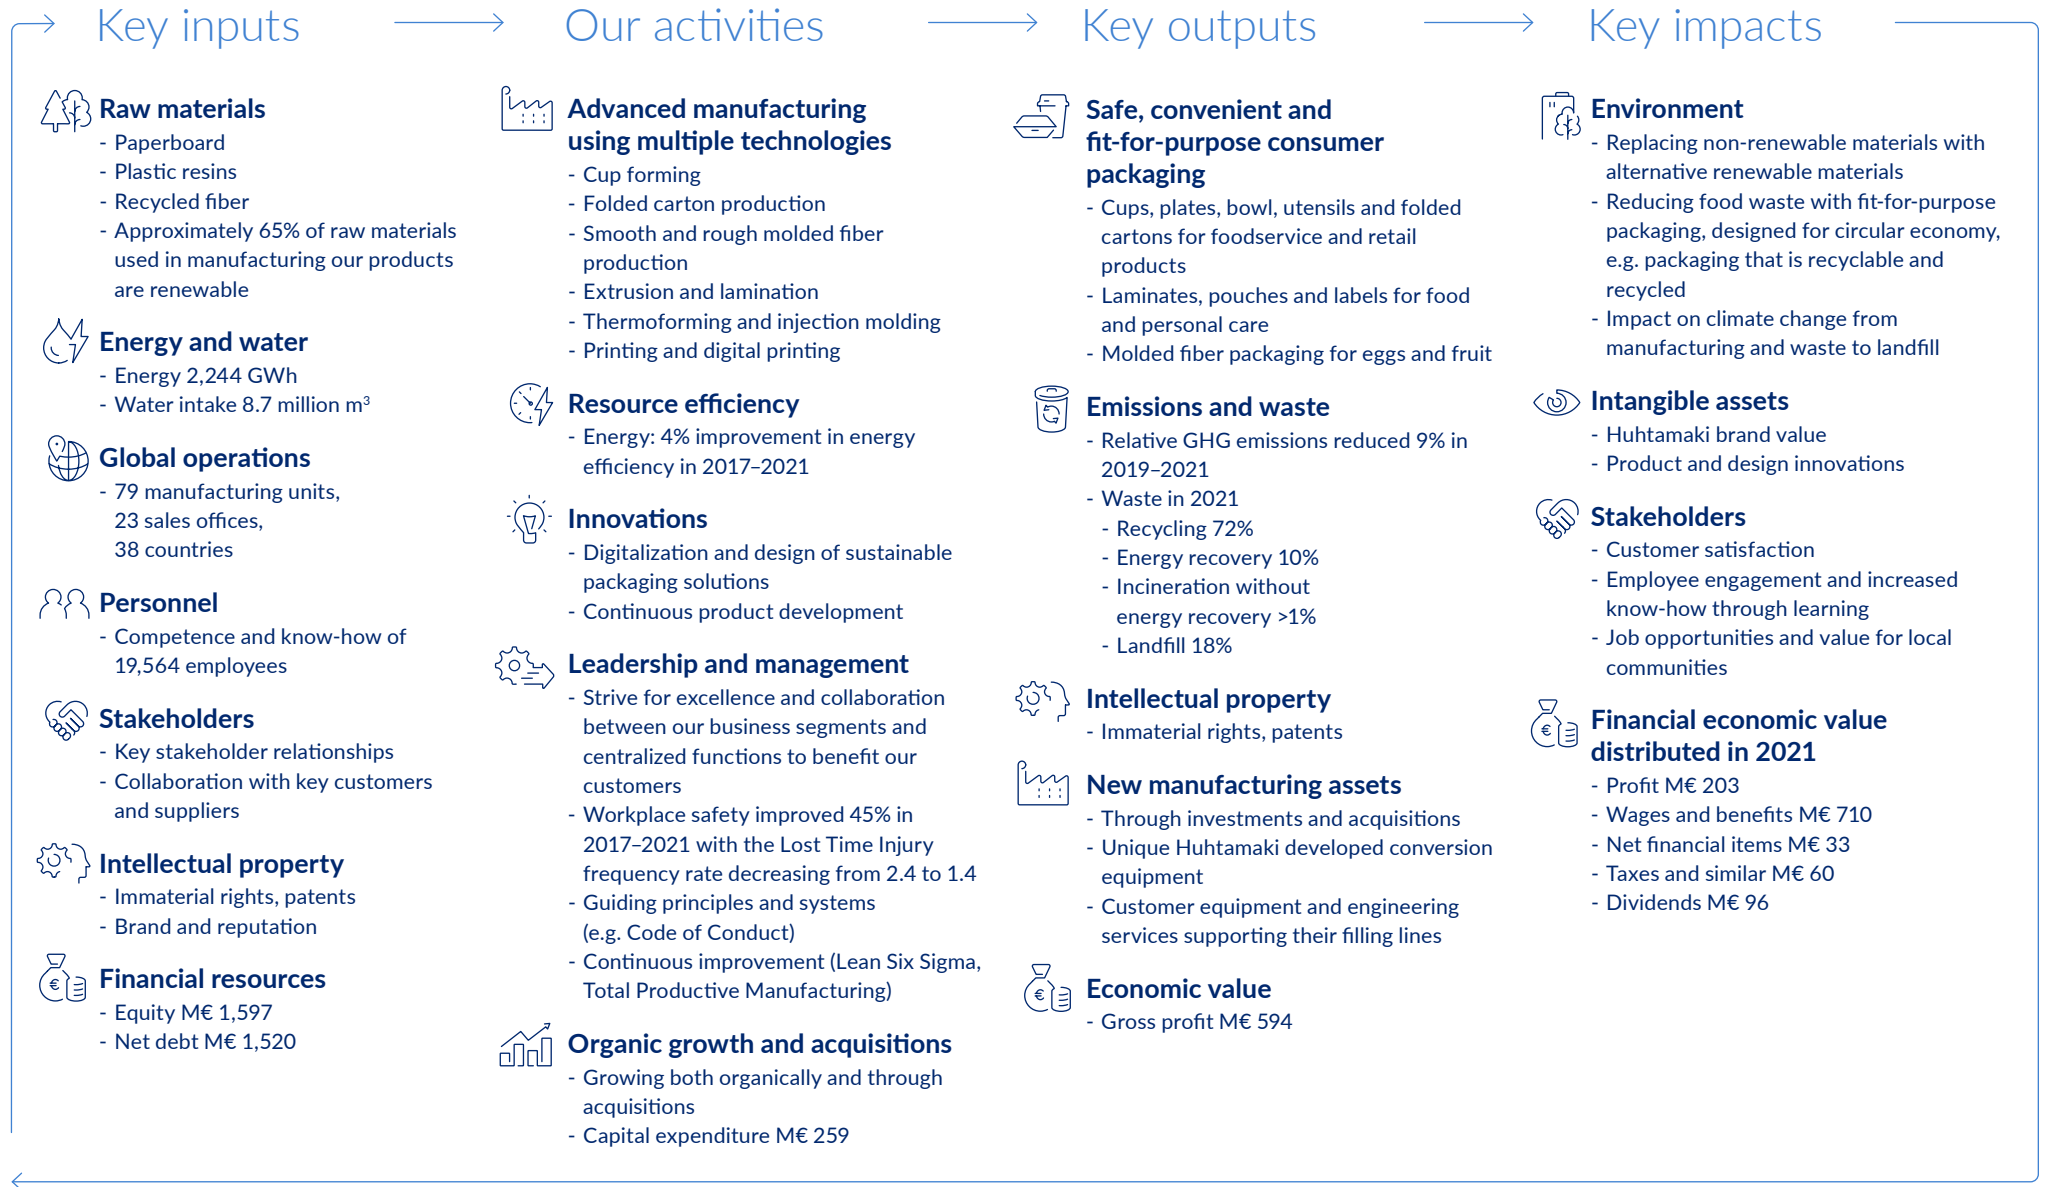 Key inputs
Raw materials
- Paperboard
- Plastic resins
- Recycled fiber
- Approximately 65% of raw materials
used in manufacturing our products
are renewable
Energy and water
- Energy 2,244 GWh
- Water intake 8.7 million m³
Global operations
- 79 manufacturing units,
23 sales offices,
38 countries
Personnel
- Competence and know-how of
19,564 employees
Stakeholders
- Key stakeholder relationships
- Collaboration with key customers
and suppliers
Intellectual property
- Immaterial rights, patents
- Brand and reputation
Financial resources
- Equity M€ 1,597
- Net debt M€ 1,520
Our activities
Advanced manufacturing
using multiple technologies
- Cup forming
- Folded carton production
- Smooth and rough molded fiber
production
- Extrusion and lamination
- Thermoforming and injection molding
- Printing and digital printing
Resource efficiency
- Energy: 4% improvement in energy
efficiency in 2017–2021
Innovations
- Digitalization and design of sustainable
packaging solutions
- Continuous product development
Leadership and management
- Strive for excellence and collaboration
between our business segments and
centralized functions to benefit our
customers
- Workplace safety improved 45% in
2017–2021 with the Lost Time Injury
frequency rate decreasing from 2.4 to 1.4
- Guiding principles and systems
(e.g. Code of Conduct)
- Continuous improvement (Lean Six Sigma,
Total Productive Manufacturing)
Organic growth and acquisitions
- Growing both organically and through
acquisitions
- Capital expenditure M€ 259
Key outputs
Safe, convenient and
fit-for-purpose consumer
packaging
- Cups, plates, bowl, utensils and folded
cartons for foodservice and retail
products
- Laminates, pouches and labels for food
and personal care
- Molded fiber packaging for eggs and fruit
Emissions and waste
- Relative GHG emissions reduced 9% in
2019–2021
- Waste in 2021
- Recycling 72%
- Energy recovery 10%
- Incineration without
energy recovery >1%
- Landfill 18%
Intellectual property
- Immaterial rights, patents
New manufacturing assets
- Through investments and acquisitions
- Unique Huhtamaki developed conversion
equipment
- Customer equipment and engineering
services supporting their filling lines
Economic value
- Gross profit M€ 594
Key impacts
Environment
- Replacing non-renewable materials with
alternative renewable materials
- Reducing food waste with fit-for-purpose
packaging, designed for circular economy,
e.g. packaging that is recyclable and
recycled
- Impact on climate change from
manufacturing and waste to landfill
Intangible assets
- Huhtamaki brand value
- Product and design innovations
Stakeholders
- Customer satisfaction
- Employee engagement and increased
know-how through learning
- Job opportunities and value for local
communities
Financial economic value
distributed in 2021
- Profit M€ 203
- Wages and benefits M€ 710
- Net financial items M€ 33
- Taxes and similar M€ 60
- Dividends M€ 96